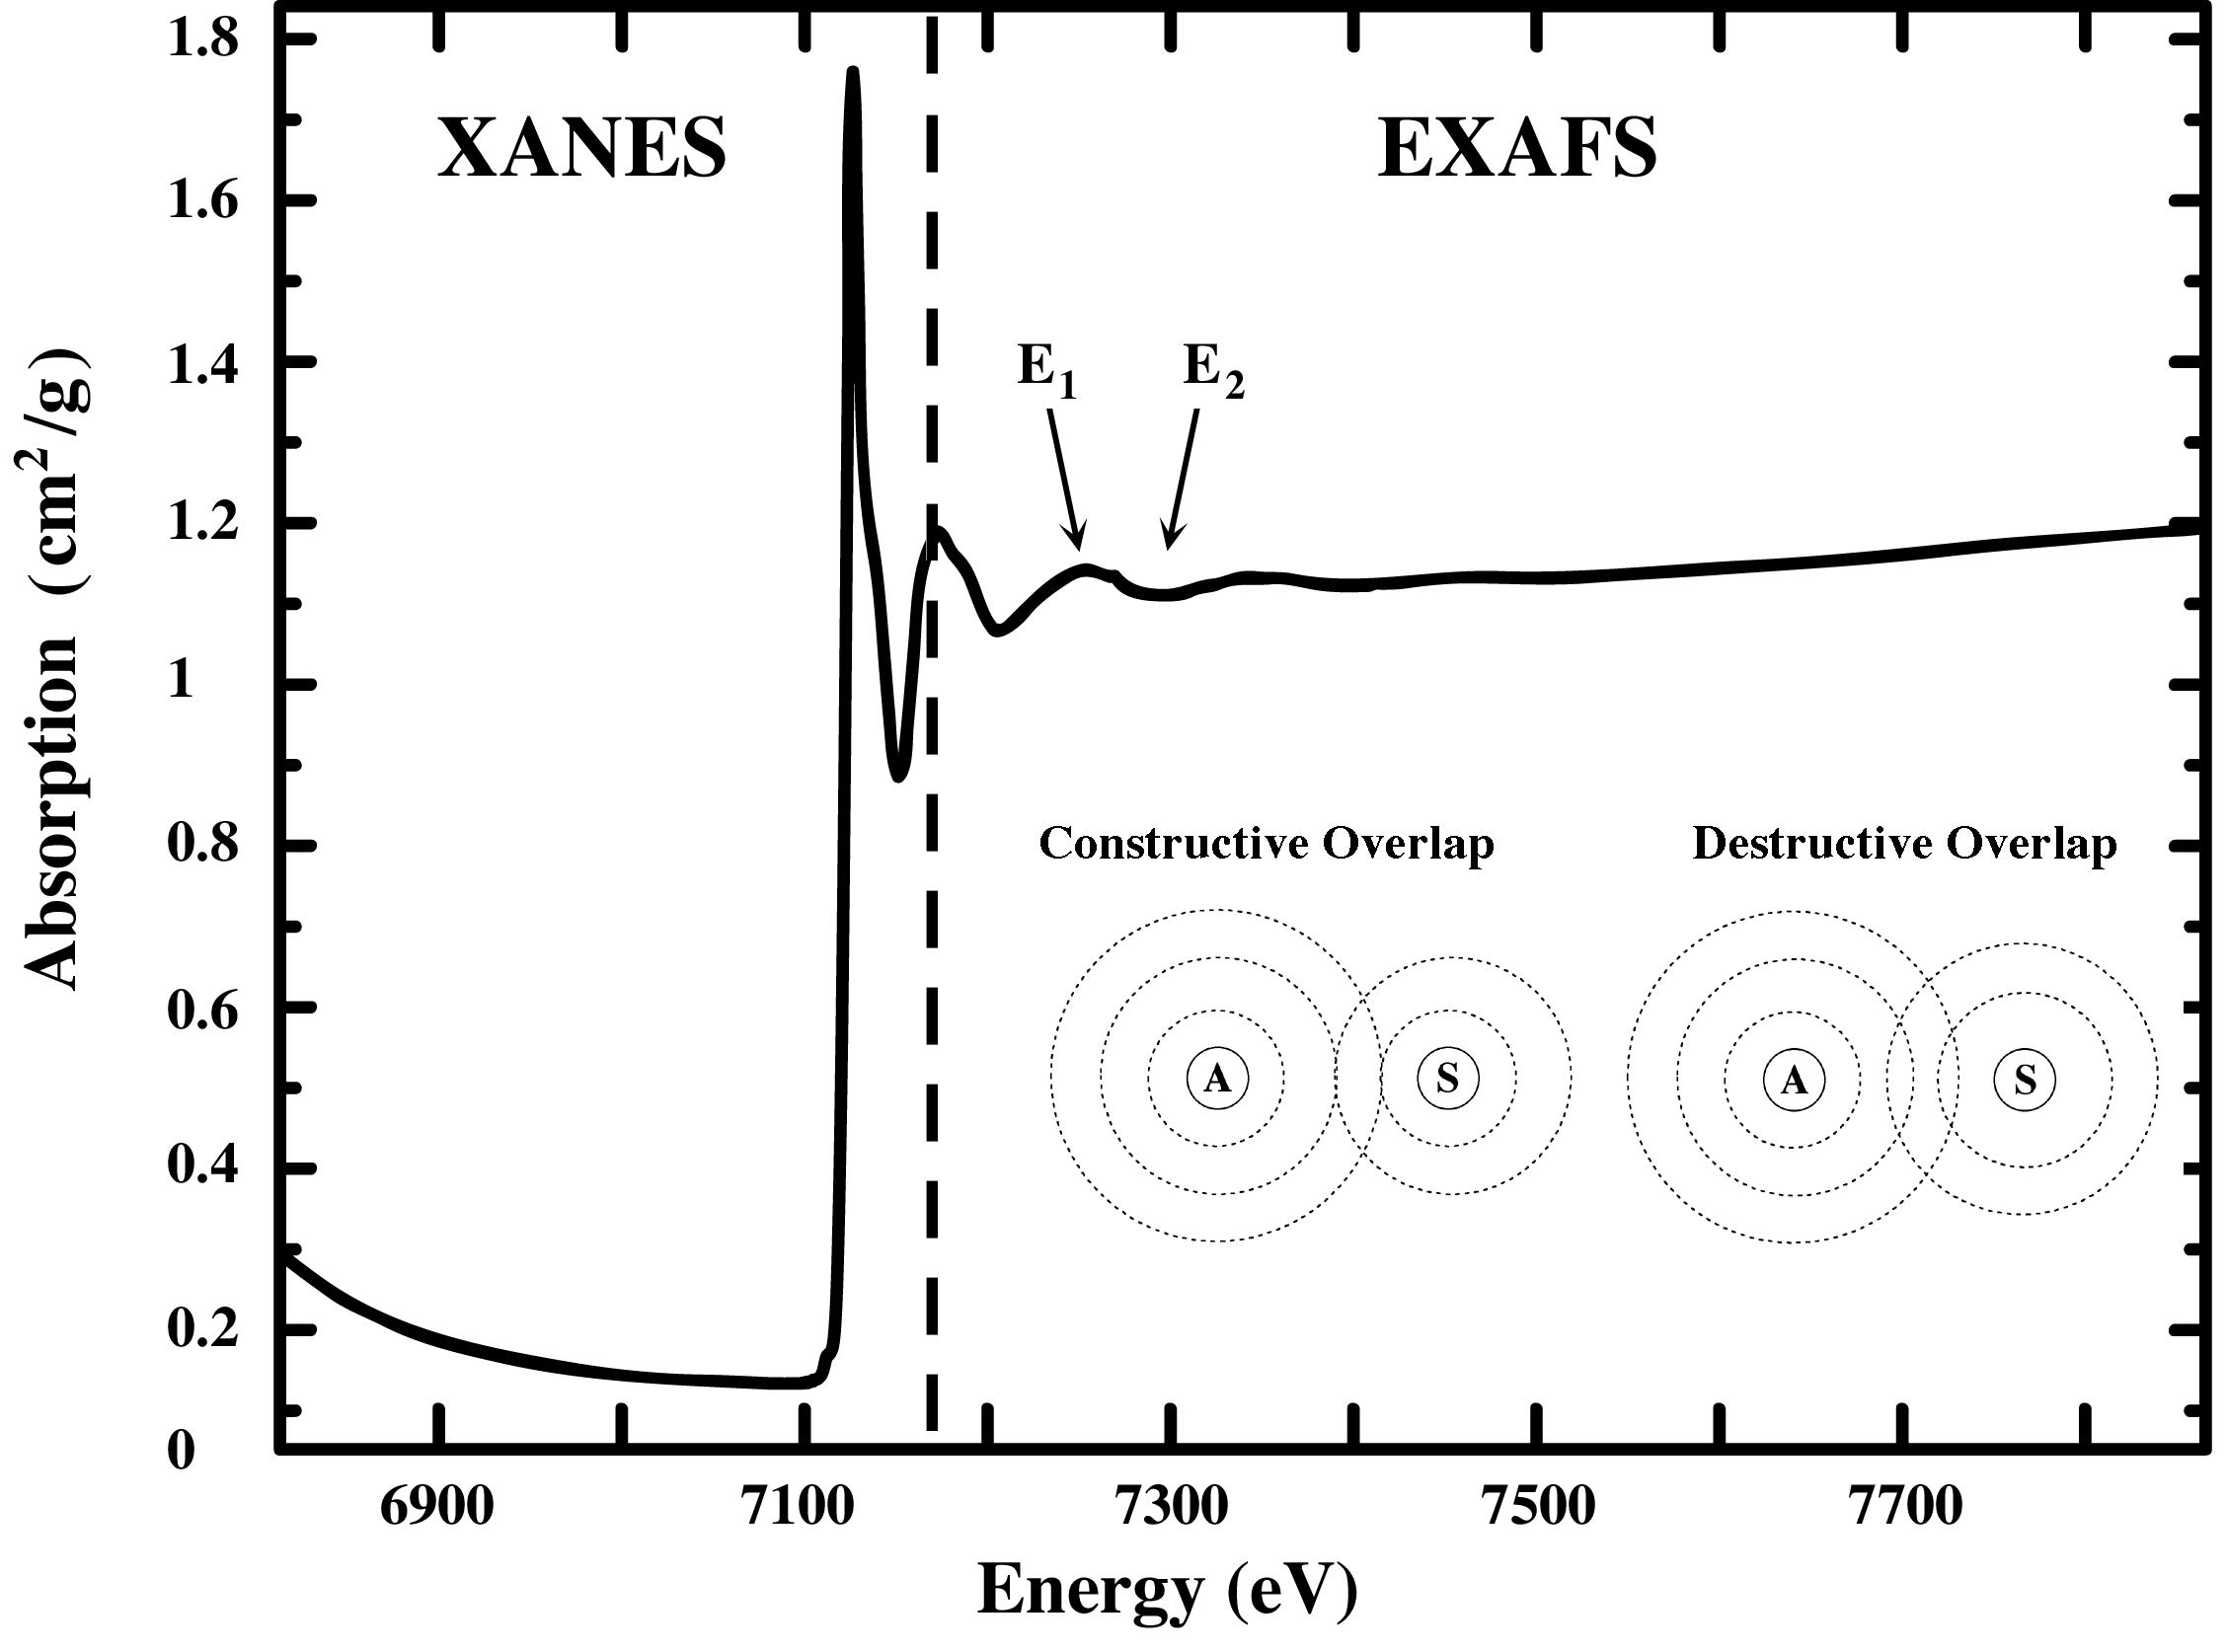 XANES
EXAFS
E1
E2
Constructive Overlap
Destructive Overlap
A
S
A
S
1.8
1.6
1.4
1.2
1
0.8
0.6
0.4
0.2
0
6900
7100
7300
7500
7700
Energy (eV)
Absorption (cm²/g)